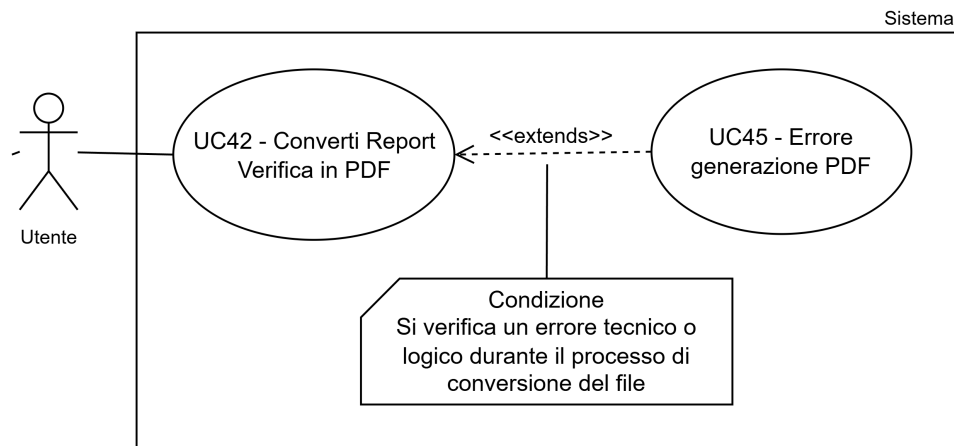 Sistema
UC42 - Converti Report
Verifica in PDF
<<extends>>
UC45 - Errore
generazione PDF
Utente
Condizione
Si verifica un errore tecnico o
logico durante il processo di
conversione del file